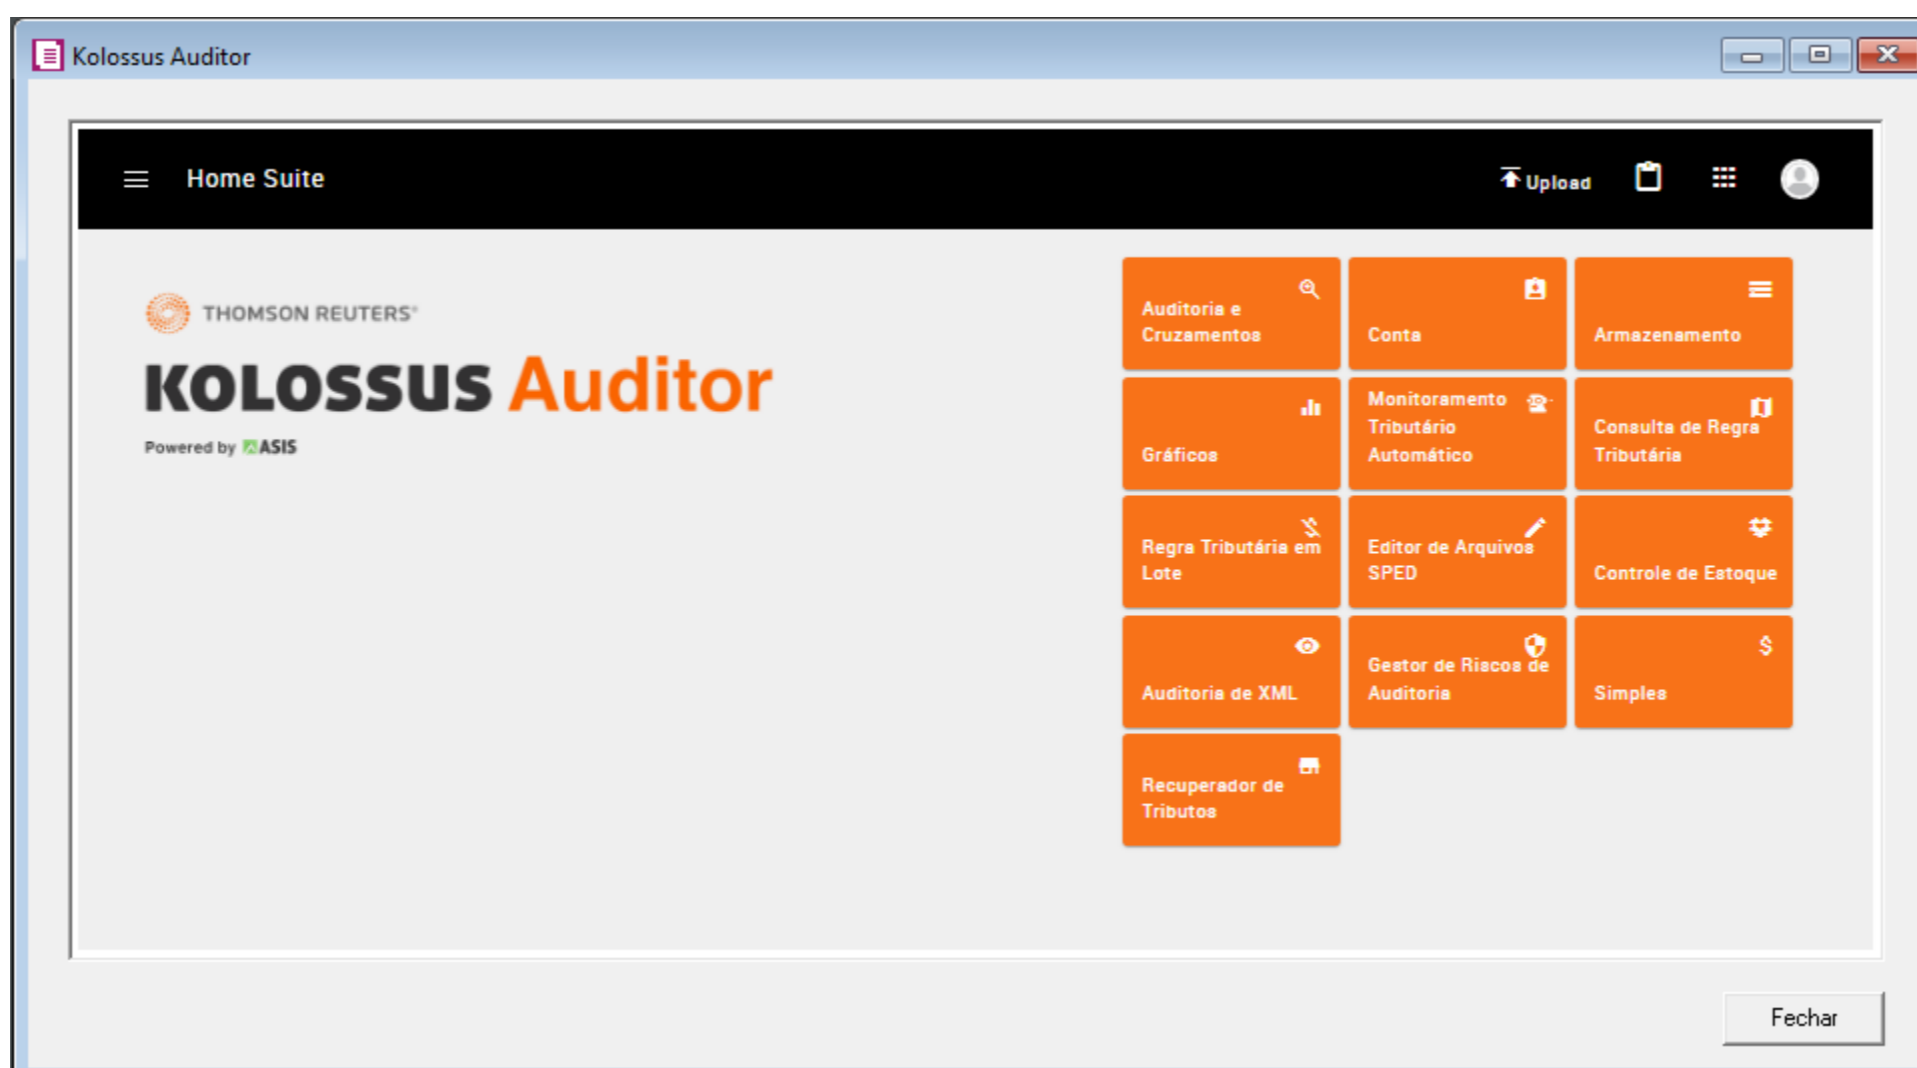 Kolossus Auditor
Home Suite
Upload
THOMSON REUTERS®
KOLOSSUS Auditor
Powered by ASIS
Auditoria e
Cruzamentos
Conta
Armazenamento
Gráficos
Monitoramento
Tributário
Automático
Consulta de Regra
Tributária
Regra Tributária em
Lote
Editor de Arquivos
SPED
Controle de Estoque
Auditoria de XML
Gestor de Riscos de
Auditoria
Simples
Recuperador de
Tributos
Fechar